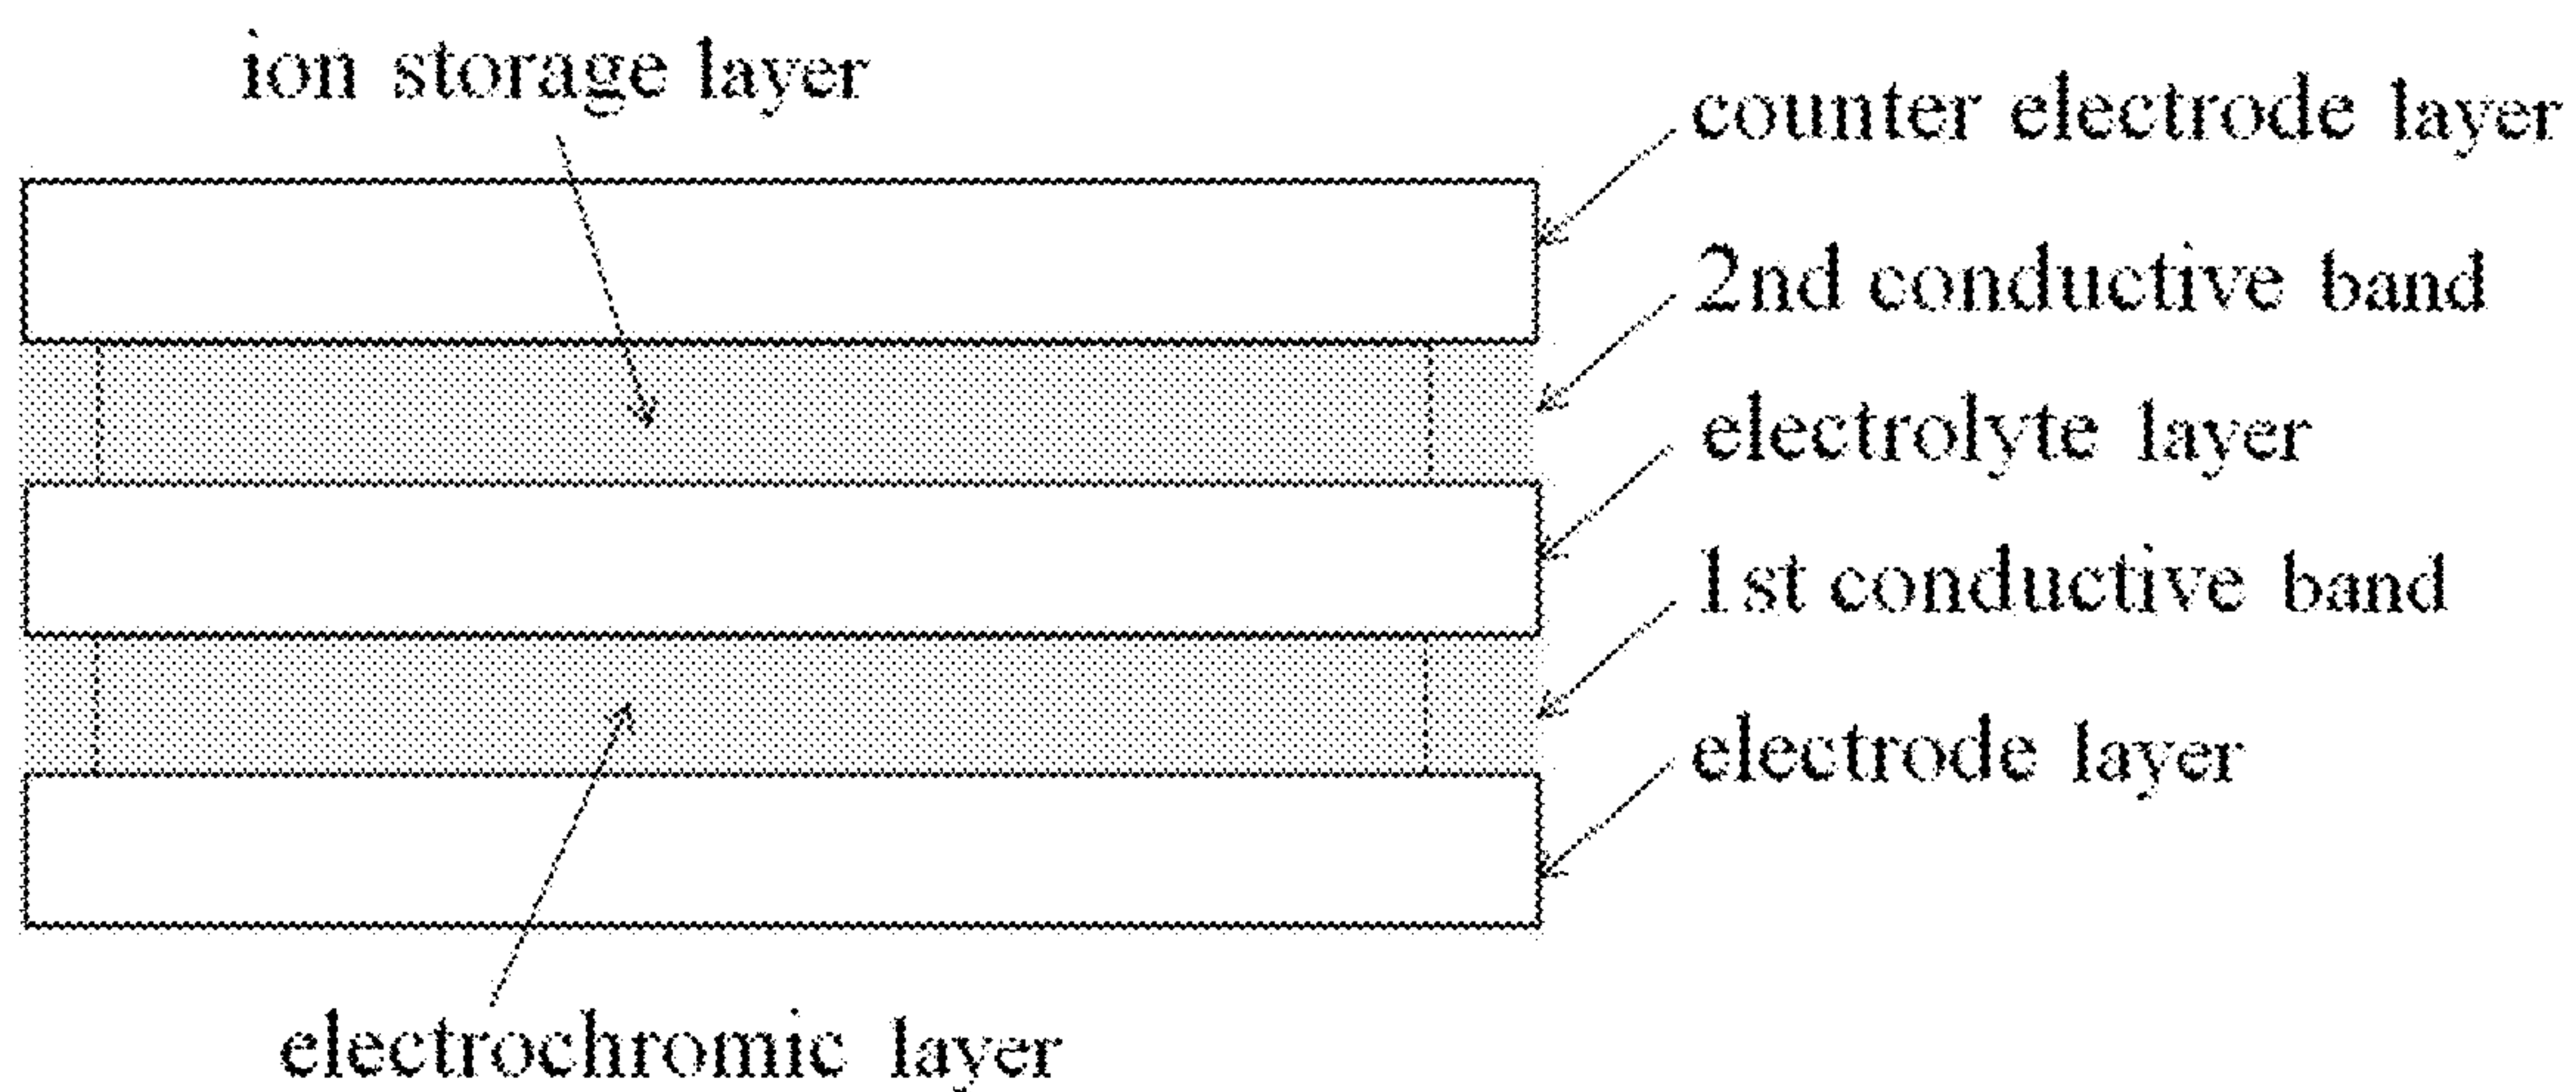 ion storage layer
counter electrode layer
2nd conductive band
electrolyte layer
1st conductive band
electrode layer
electrochromic layer